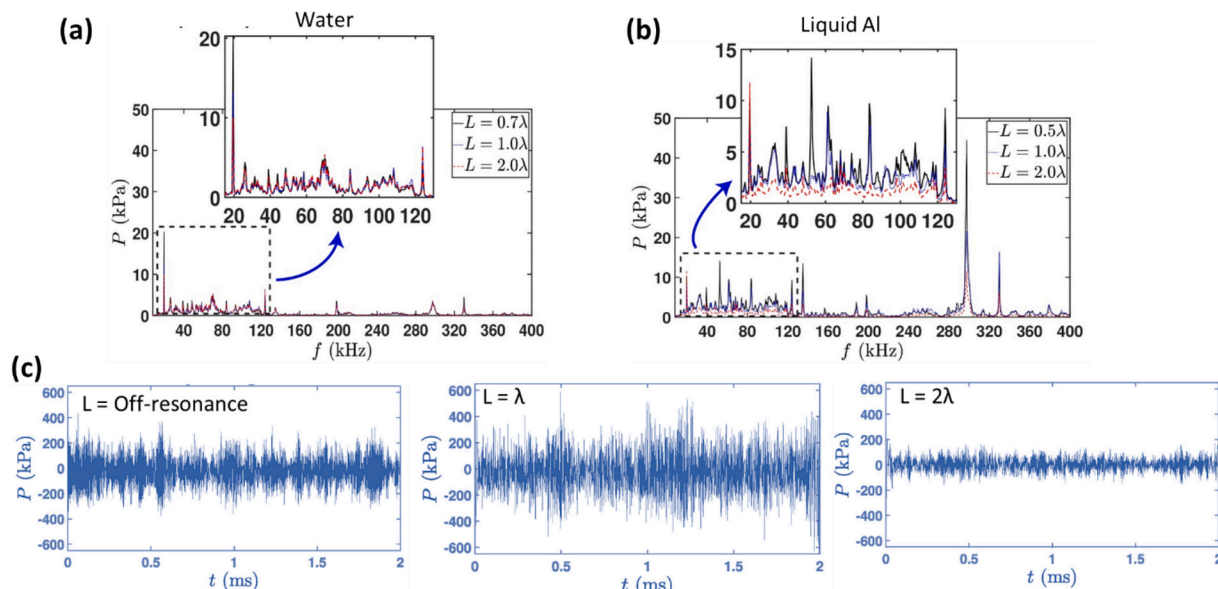 (a)
Water
20
10
0
20 40 60 80 100 120
50
40
30
20
10
0
P (kPa)
L = 0.7λ
L = 1.0λ
L = 2.0λ
40 80 120 160 200 240 280 320 360 400
f (kHz)
(b)
Liquid Al
15
10
5
0
20 40 60 80 100 120
50
40
30
20
10
0
P (kPa)
L = 0.5λ
L = 1.0λ
L = 2.0λ
40 80 120 160 200 240 280 320 360 400
f (kHz)
(c)
L = Off-resonance
600
400
200
0
-200
-400
-600
P (kPa)
0 0.5 1 1.5 2
t (ms)
L = λ
600
400
200
0
-200
-400
-600
P (kPa)
0 0.5 1 1.5 2
t (ms)
L = 2λ
600
400
200
0
-200
-400
-600
P (kPa)
0 0.5 1 1.5 2
t (ms)